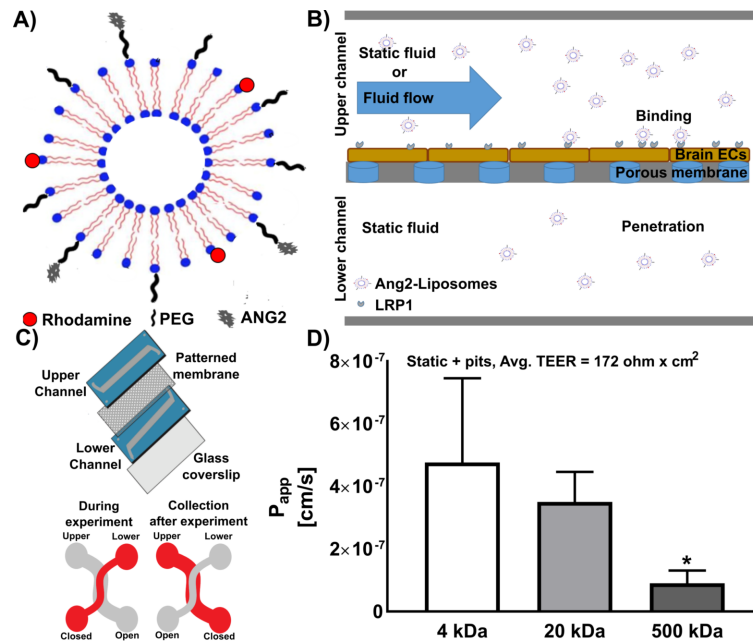 A)
Rhodamine
PEG
ANG2
B)
Upper channel
Static fluid
or
Fluid flow
Binding
Brain ECs
Porous membrane
Lower channel
Static fluid
Penetration
Ang2-Liposomes
LRP1
C)
Upper
Channel
Patterned
membrane
Lower
Channel
Glass
coverslip
During
experiment
Collection
after experiment
Upper Lower
Closed Open
Upper Lower
Open Closed
D)
Static + pits, Avg. TEER = 172 ohm x cm²
Papp
[cm/s]
8×10⁻⁷
6×10⁻⁷
4×10⁻⁷
2×10⁻⁷
0
*
4 kDa 20 kDa 500 kDa